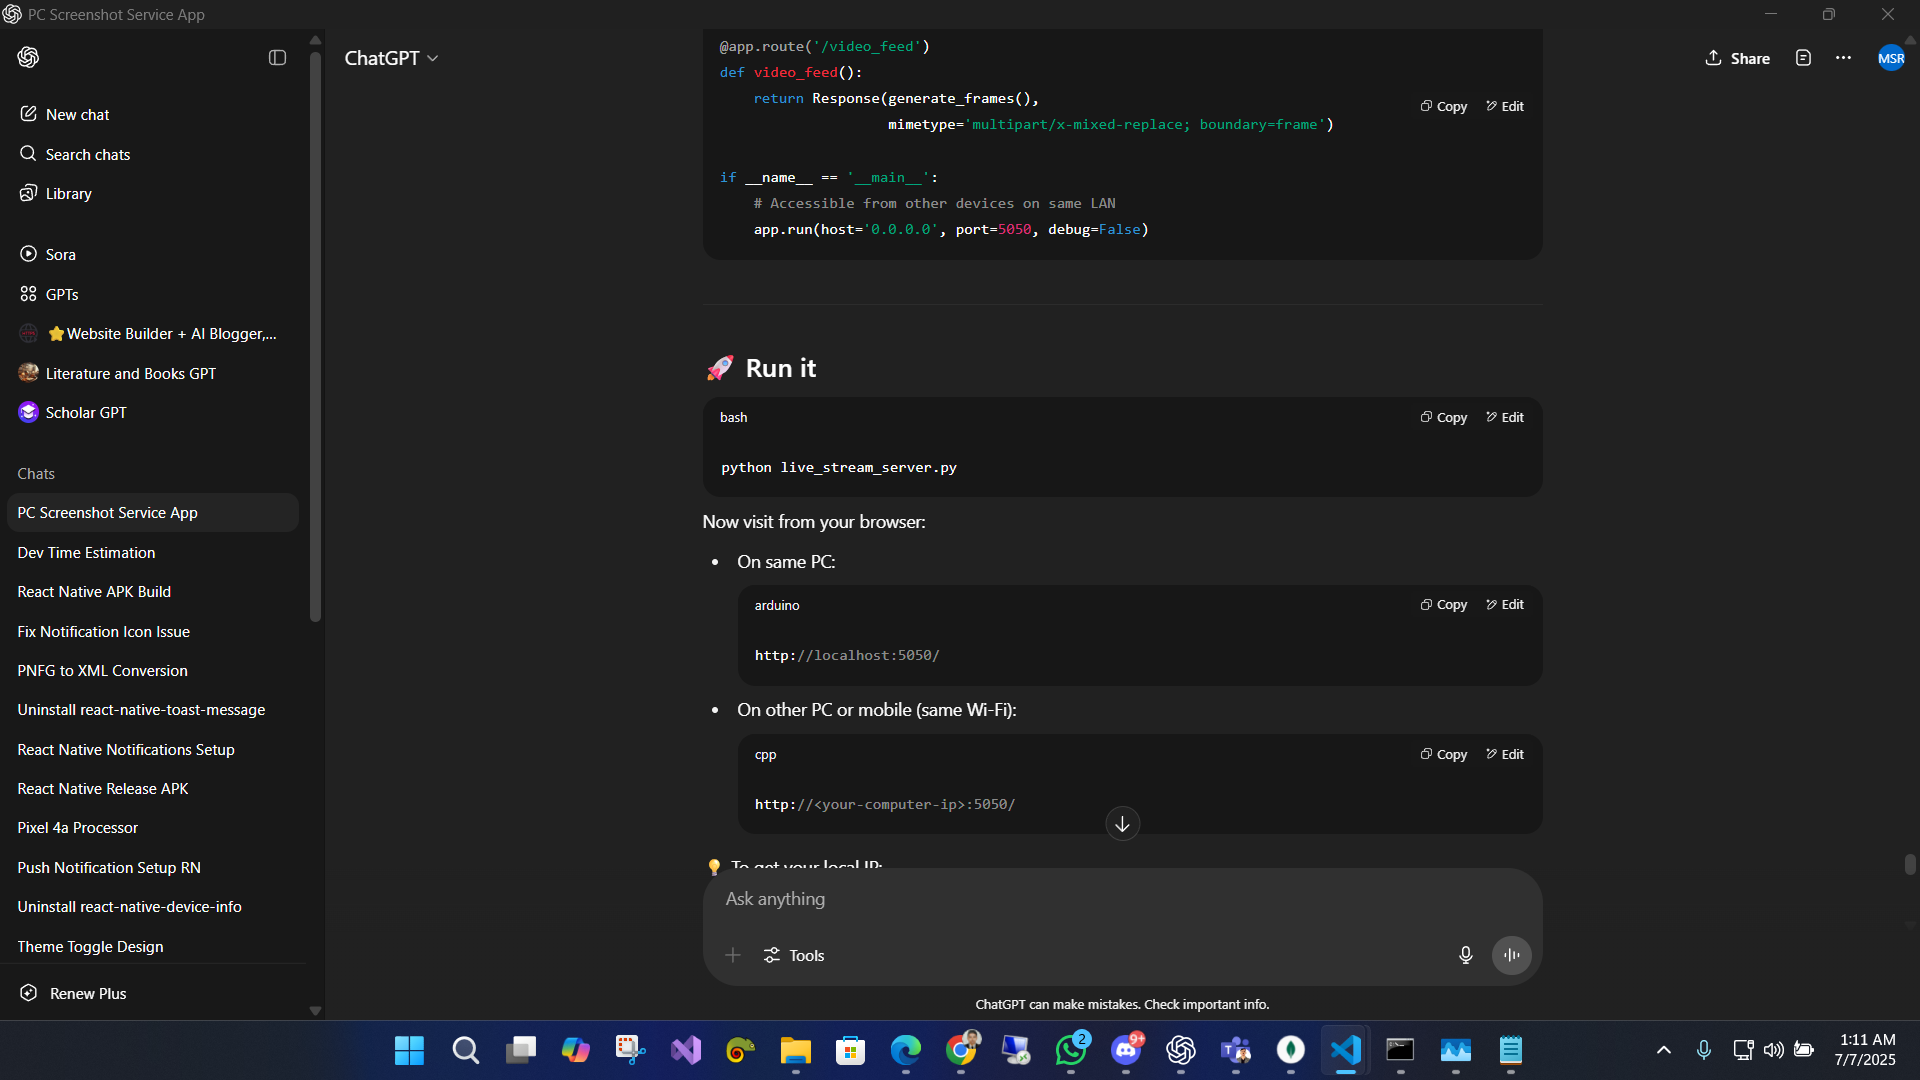 PC Screenshot Service App
New chat
Search chats
Library
Sora
GPTs
⭐Website Builder + AI Blogger,...
Literature and Books GPT
Scholar GPT
Chats
PC Screenshot Service App
Dev Time Estimation
React Native APK Build
Fix Notification Icon Issue
PNFG to XML Conversion
Uninstall react-native-toast-message
React Native Notifications Setup
React Native Release APK
Pixel 4a Processor
Push Notification Setup RN
Uninstall react-native-device-info
Theme Toggle Design
Renew Plus
ChatGPT
Share
MSR
@app.route('/video_feed')
def video_feed():
    return Response(generate_frames(),
                    mimetype='multipart/x-mixed-replace; boundary=frame')
Copy Edit
if __name__ == '__main__':
    # Accessible from other devices on same LAN
    app.run(host='0.0.0.0', port=5050, debug=False)
🚀 Run it
bash
Copy Edit
python live_stream_server.py
Now visit from your browser:
• On same PC:
arduino
Copy Edit
http://localhost:5050/
• On other PC or mobile (same Wi-Fi):
cpp
Copy Edit
http://<your-computer-ip>:5050/
💡 To get your local IP:
Ask anything
Tools
ChatGPT can make mistakes. Check important info.
2
9+
1:11 AM
7/7/2025